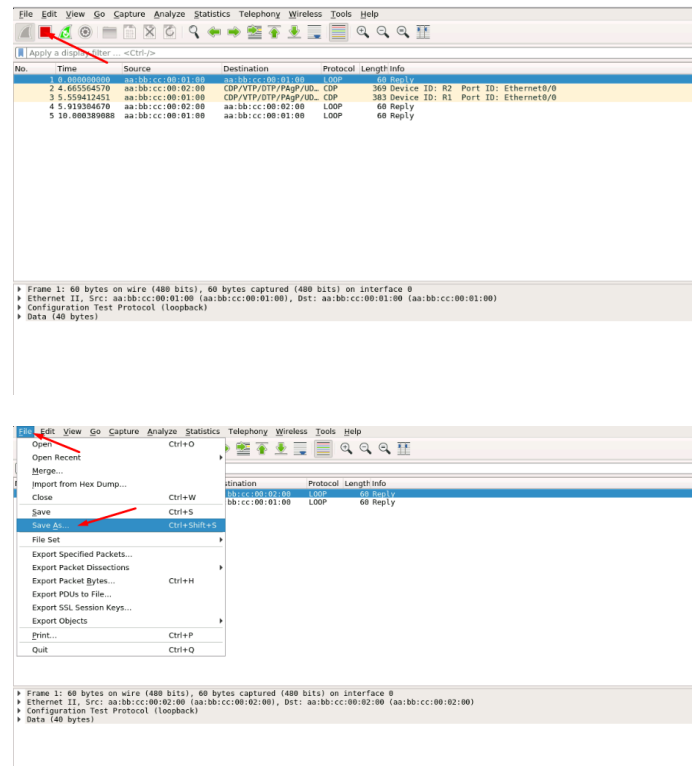 File Edit View Go Capture Analyze Statistics Telephony Wireless Tools Help
Apply a display filter ... <Ctrl-/>
No. Time Source Destination Protocol Length Info
1 0.000000000 aa:bb:cc:00:01:00 aa:bb:cc:00:01:00 LOOP 60 Reply
2 4.665564570 aa:bb:cc:00:02:00 CDP/VTP/DTP/PAgP/UD… CDP 369 Device ID: R2 Port ID: Ethernet0/0
3 5.559412451 aa:bb:cc:00:01:00 CDP/VTP/DTP/PAgP/UD… CDP 383 Device ID: R1 Port ID: Ethernet0/0
4 5.919304670 aa:bb:cc:00:02:00 aa:bb:cc:00:02:00 LOOP 60 Reply
5 10.000389088 aa:bb:cc:00:01:00 aa:bb:cc:00:01:00 LOOP 60 Reply
Frame 1: 60 bytes on wire (480 bits), 60 bytes captured (480 bits) on interface 0
Ethernet II, Src: aa:bb:cc:00:01:00 (aa:bb:cc:00:01:00), Dst: aa:bb:cc:00:01:00 (aa:bb:cc:00:01:00)
Configuration Test Protocol (loopback)
Data (40 bytes)
File Edit View Go Capture Analyze Statistics Telephony Wireless Tools Help
Open Ctrl+O
Open Recent
Merge...
Import from Hex Dump...
Close Ctrl+W
stination Protocol Length Info
Save Ctrl+S
bb:cc:00:02:00 LOOP 60 Reply
bb:cc:00:01:00 LOOP 60 Reply
Save As... Ctrl+Shift+S
File Set
Export Specified Packets...
Export Packet Dissections
Export Packet Bytes... Ctrl+H
Export PDUs to File...
Export SSL Session Keys...
Export Objects
Print... Ctrl+P
Quit Ctrl+Q
Frame 1: 60 bytes on wire (480 bits), 60 bytes captured (480 bits) on interface 0
Ethernet II, Src: aa:bb:cc:00:02:00 (aa:bb:cc:00:02:00), Dst: aa:bb:cc:00:02:00 (aa:bb:cc:00:02:00)
Configuration Test Protocol (loopback)
Data (40 bytes)